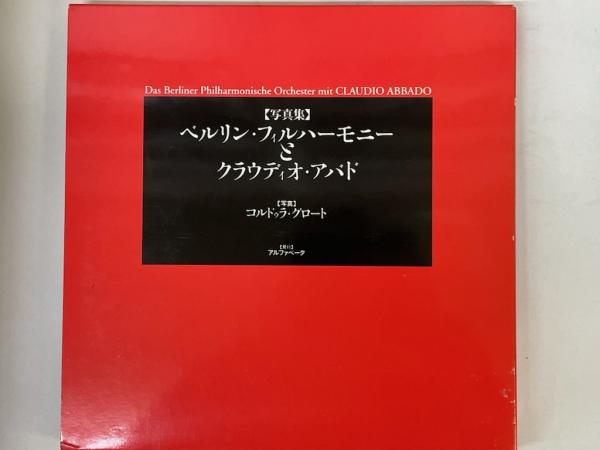 Das Berliner Philharmonische Orchester mit CLAUDIO ABBADO
【写真集】
ベルリン・フィルハーモニー
と
クラウディオ・アバド
【写真】
コルドゥラ・グロート
【発行】
アルファベータ